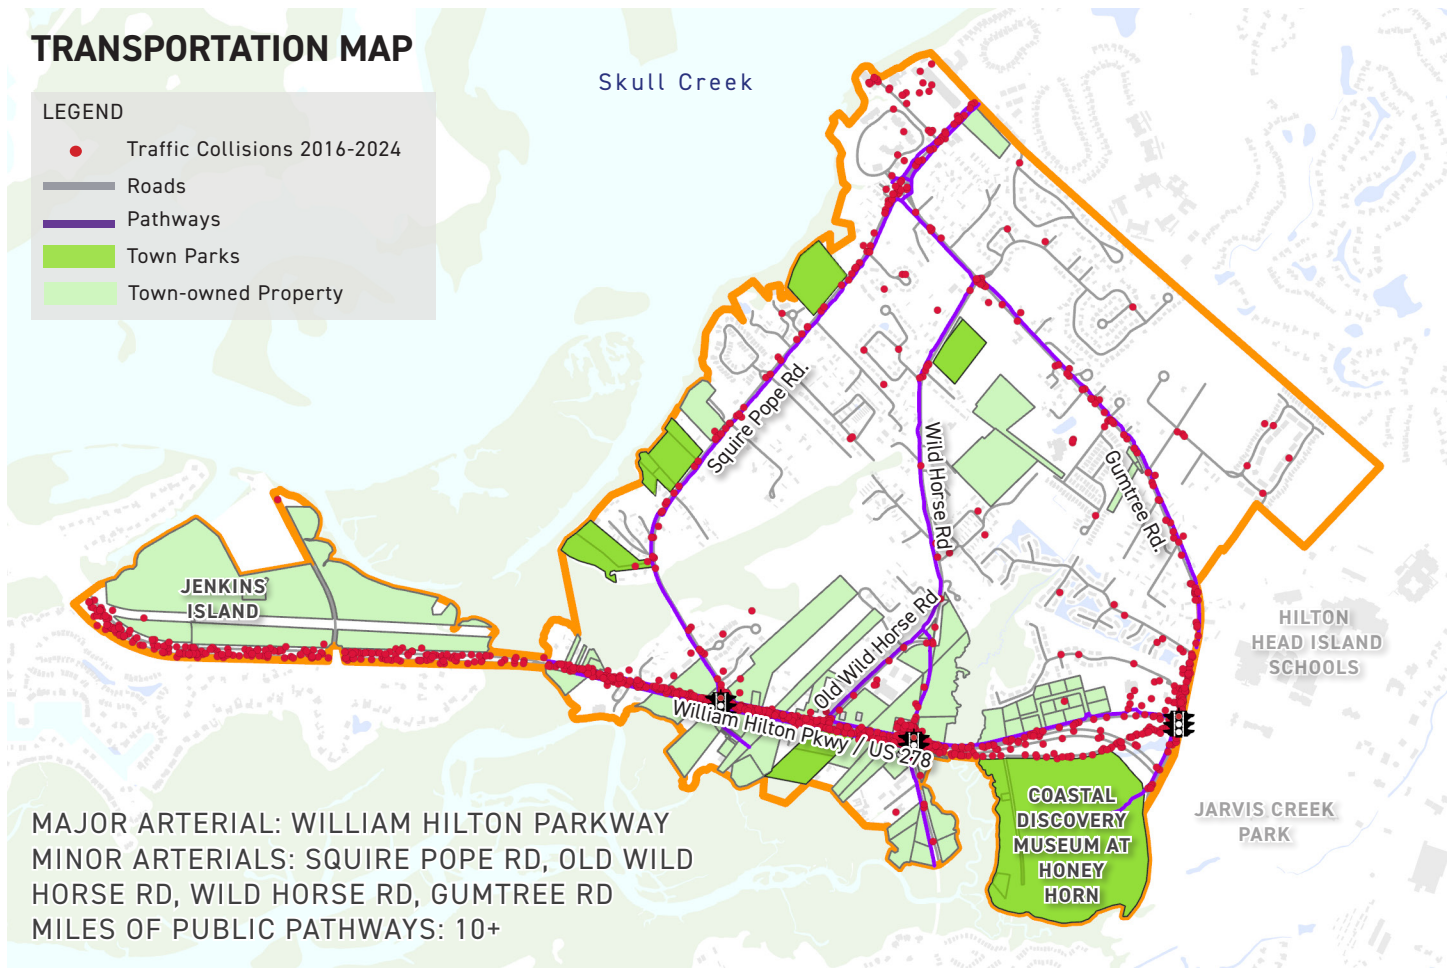 TRANSPORTATION MAP
Skull Creek
LEGEND
Traffic Collisions 2016-2024
Roads
Pathways
Town Parks
Town-owned Property
Squire Pope Rd.
Wild Horse Rd
Gumtree Rd.
JENKINS'
ISLAND
Old Wild Horse Rd
HILTON
HEAD ISLAND
SCHOOLS
William Hilton Pkwy / US 278
COASTAL
DISCOVERY
MUSEUM AT
HONEY
HORN
JARVIS CREEK
PARK
MAJOR ARTERIAL: WILLIAM HILTON PARKWAY
MINOR ARTERIALS: SQUIRE POPE RD, OLD WILD
HORSE RD, WILD HORSE RD, GUMTREE RD
MILES OF PUBLIC PATHWAYS: 10+